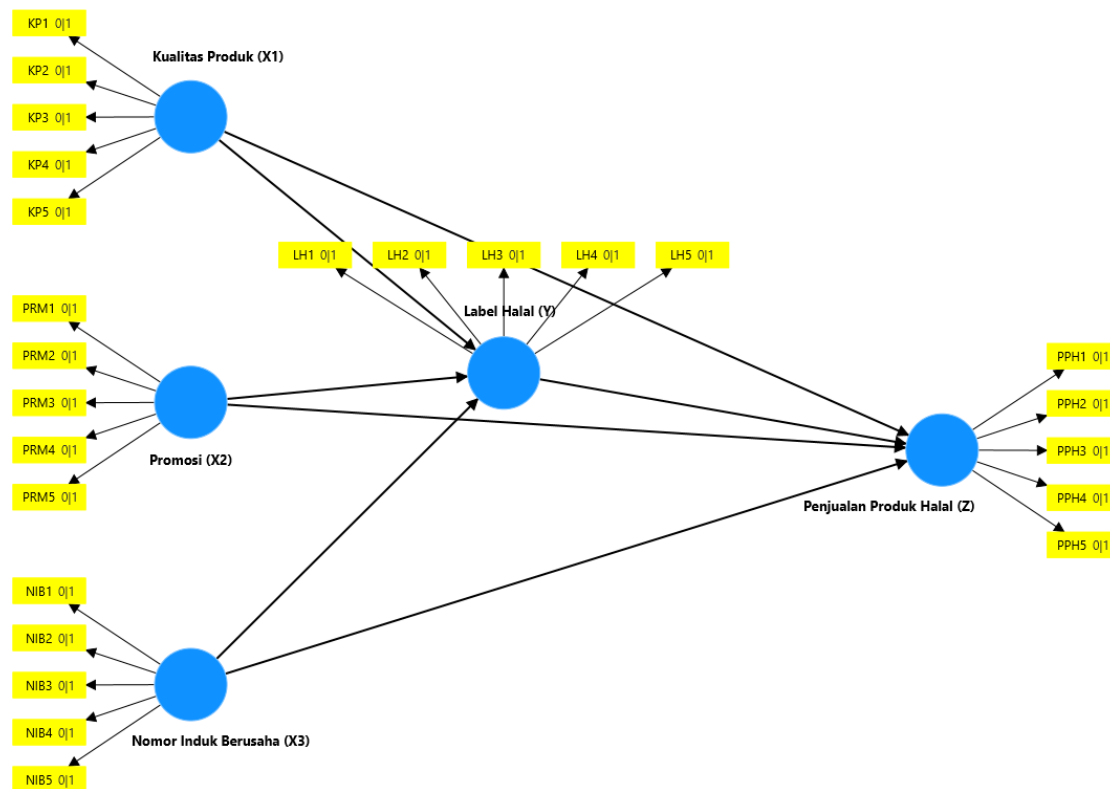 KP1 0|1
Kualitas Produk (X1)
KP2 0|1
KP3 0|1
KP4 0|1
KP5 0|1
LH1 0|1
LH2 0|1
LH3 0|1
LH4 0|1
LH5 0|1
Label Halal (Y)
PRM1 0|1
PRM2 0|1
PRM3 0|1
PRM4 0|1
PRM5 0|1
Promosi (X2)
PPH1 0|1
PPH2 0|1
PPH3 0|1
PPH4 0|1
PPH5 0|1
Penjualan Produk Halal (Z)
NIB1 0|1
NIB2 0|1
NIB3 0|1
NIB4 0|1
NIB5 0|1
Nomor Induk Berusaha (X3)